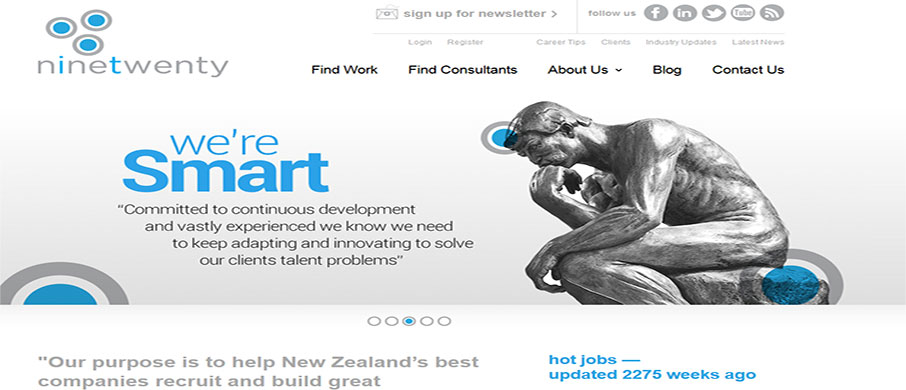 sign up for newsletter >
follow us
You Tube
Login Register Career Tips Clients Industry Updates Latest News
ninetwenty
Find Work Find Consultants About Us Blog Contact Us
we're
Smart
“Committed to continuous development
and vastly experienced we know we need
to keep adapting and innovating to solve
our clients talent problems”
"Our purpose is to help New Zealand’s best
companies recruit and build great
hot jobs —
updated 2275 weeks ago